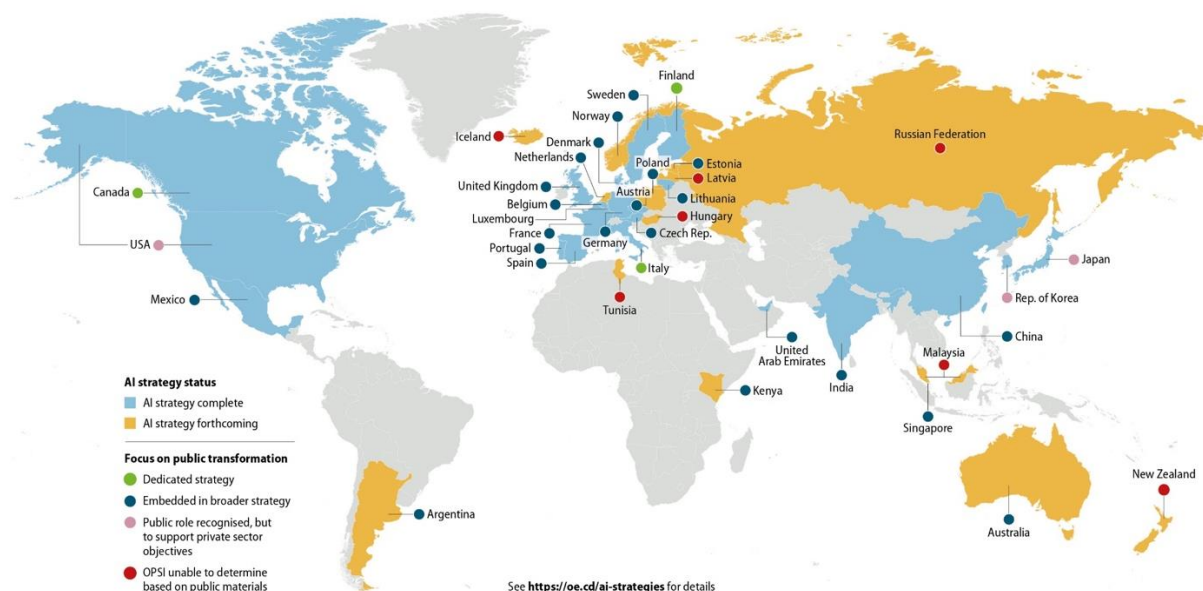 Finland
Sweden
Norway
Iceland
Denmark
Netherlands
Poland
Estonia
Latvia
Russian Federation
United Kingdom
Austria
Lithuania
Canada
Belgium
Hungary
Luxembourg
USA
France
Germany
Czech Rep.
Portugal
Spain
Italy
Japan
Mexico
Rep. of Korea
Tunisia
China
United
Arab Emirates
Malaysia
India
Kenya
Singapore
AI strategy status
AI strategy complete
AI strategy forthcoming
Focus on public transformation
Dedicated strategy
Embedded in broader strategy
Public role recognised, but
to support private sector
objectives
OPSI unable to determine
based on public materials
Argentina
New Zealand
Australia
See https://oe.cd/ai-strategies for details